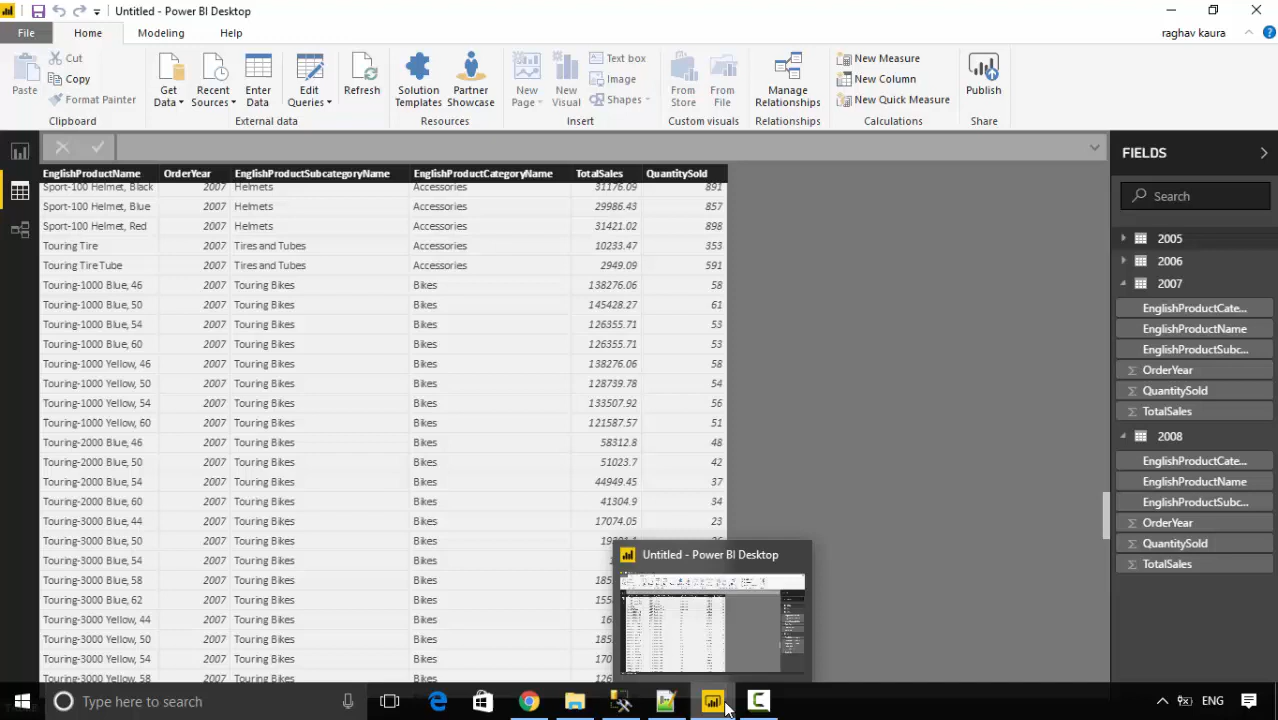 Untitled - Power BI Desktop
File Home Modeling Help raghav kaura
Cut
Copy
Format Painter
Paste
Get Data
Recent Sources
Enter Data
Edit Queries
Refresh
Solution Templates
Partner Showcase
New Page
New Visual
Text box
Image
Shapes
From Store
From File
Manage Relationships
New Measure
New Column
New Quick Measure
Publish
Clipboard External data Resources Insert Custom visuals Relationships Calculations Share
EnglishProductName OrderYear EnglishProductSubcategoryName EnglishProductCategoryName TotalSales QuantitySold
Sport-100 Helmet, Black 2007 Helmets Accessories 31176.09 891
Sport-100 Helmet, Blue 2007 Helmets Accessories 29986.43 857
Sport-100 Helmet, Red 2007 Helmets Accessories 31421.02 898
Touring Tire 2007 Tires and Tubes Accessories 10233.47 353
Touring Tire Tube 2007 Tires and Tubes Accessories 2949.09 591
Touring-1000 Blue, 46 2007 Touring Bikes Bikes 138276.06 58
Touring-1000 Blue, 50 2007 Touring Bikes Bikes 145428.27 61
Touring-1000 Blue, 54 2007 Touring Bikes Bikes 126355.71 53
Touring-1000 Blue, 60 2007 Touring Bikes Bikes 126355.71 53
Touring-1000 Yellow, 46 2007 Touring Bikes Bikes 138276.06 58
Touring-1000 Yellow, 50 2007 Touring Bikes Bikes 128739.78 54
Touring-1000 Yellow, 54 2007 Touring Bikes Bikes 133507.92 56
Touring-1000 Yellow, 60 2007 Touring Bikes Bikes 121587.57 51
Touring-2000 Blue, 46 2007 Touring Bikes Bikes 58312.8 48
Touring-2000 Blue, 50 2007 Touring Bikes Bikes 51023.7 42
Touring-2000 Blue, 54 2007 Touring Bikes Bikes 44949.45 37
Touring-2000 Blue, 60 2007 Touring Bikes Bikes 41304.9 34
Touring-3000 Blue, 44 2007 Touring Bikes Bikes 17074.05 23
Touring-3000 Blue, 50 2007 Touring Bikes Bikes
Touring-3000 Blue, 54 2007 Touring Bikes Bikes
Touring-3000 Blue, 58 2007 Touring Bikes Bikes
Touring-3000 Blue, 62 2007 Touring Bikes Bikes
Touring-3000 Yellow, 44 2007 Touring Bikes Bikes
Touring-3000 Yellow, 50 2007 Touring Bikes Bikes
Touring-3000 Yellow, 54 2007 Touring Bikes Bikes
Touring-3000 Yellow, 58 2007 Touring Bikes Bikes
Untitled - Power BI Desktop
FIELDS
Search
2005
2006
2007
EnglishProductCate...
EnglishProductName
EnglishProductSubc...
OrderYear
QuantitySold
TotalSales
2008
EnglishProductCate...
EnglishProductName
EnglishProductSubc...
OrderYear
QuantitySold
TotalSales
Type here to search
ENG